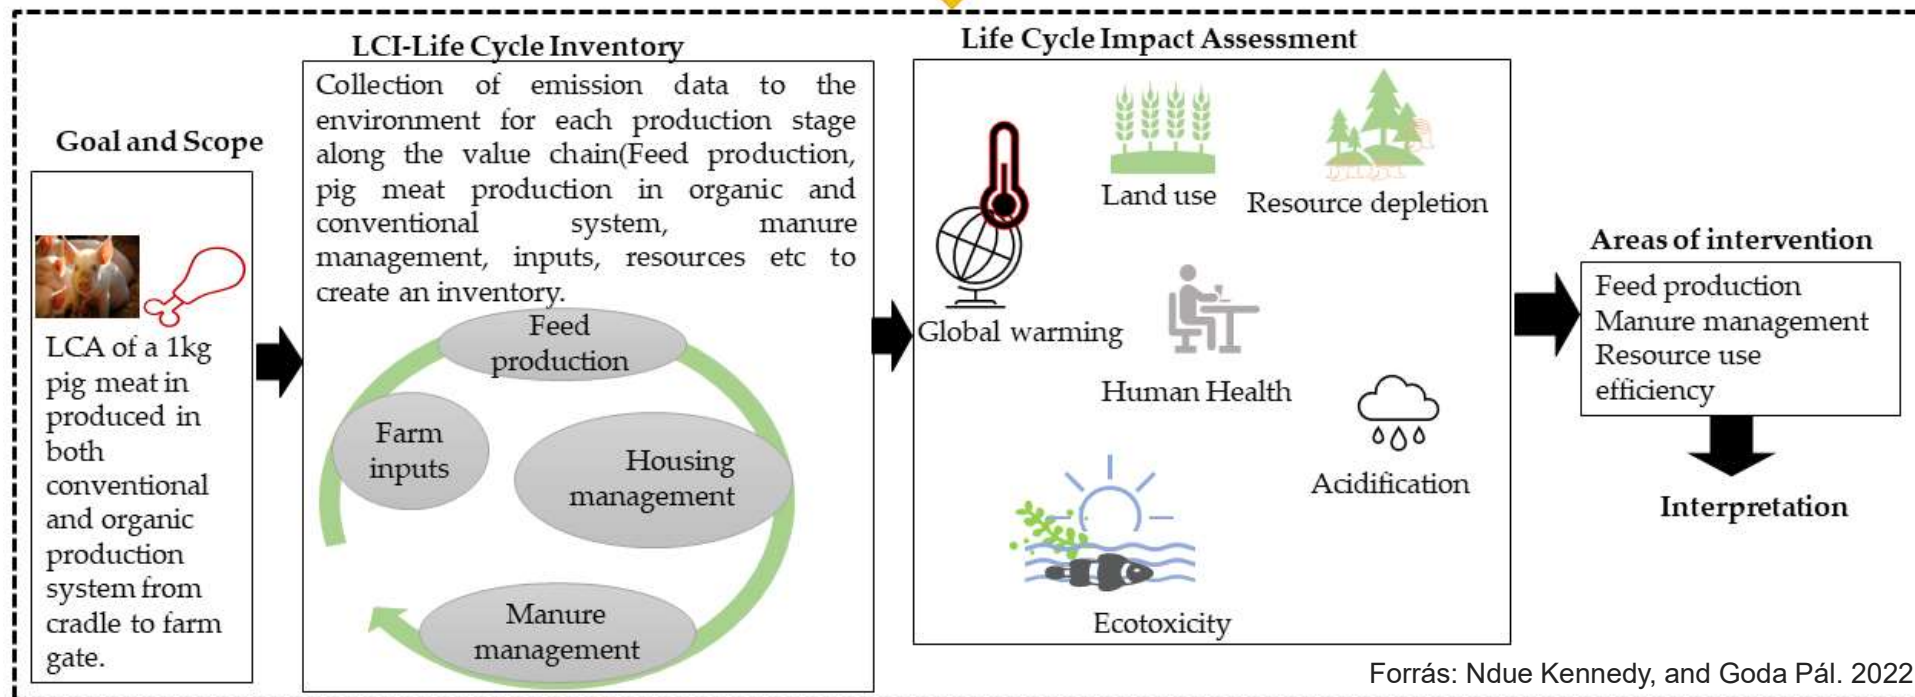 Goal and Scope
LCA of a 1kg
pig meat in
produced in
both
conventional
and organic
production
system from
cradle to farm
gate.
LCI-Life Cycle Inventory
Collection of emission data to the
environment for each production stage
along the value chain(Feed production,
pig meat production in organic and
conventional system, manure
management, inputs, resources etc to
create an inventory.
Feed
production
Farm
inputs
Housing
management
Manure
management
Life Cycle Impact Assessment
Land use
Resource depletion
Global warming
Human Health
Acidification
Ecotoxicity
Areas of intervention
Feed production
Manure management
Resource use
efficiency
Interpretation
Forrás: Ndue Kennedy, and Goda Pál. 2022